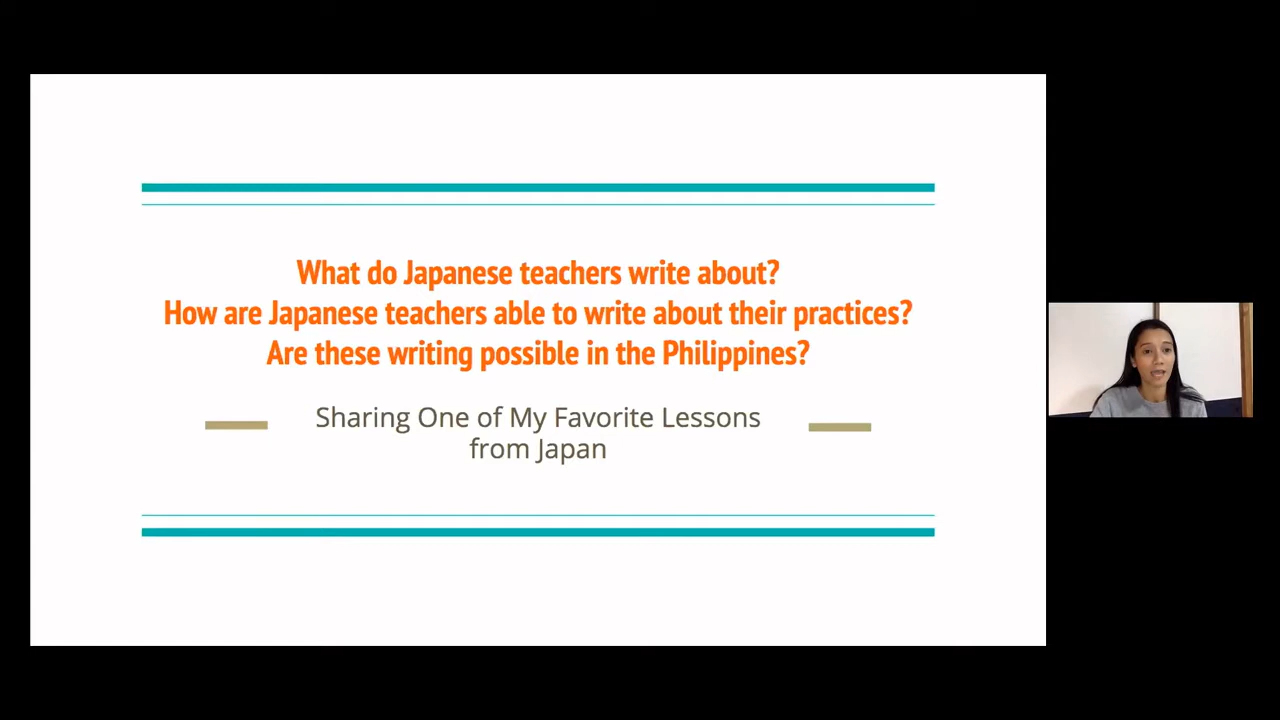 What do Japanese teachers write about?
How are Japanese teachers able to write about their practices?
Are these writing possible in the Philippines?
Sharing One of My Favorite Lessons
from Japan